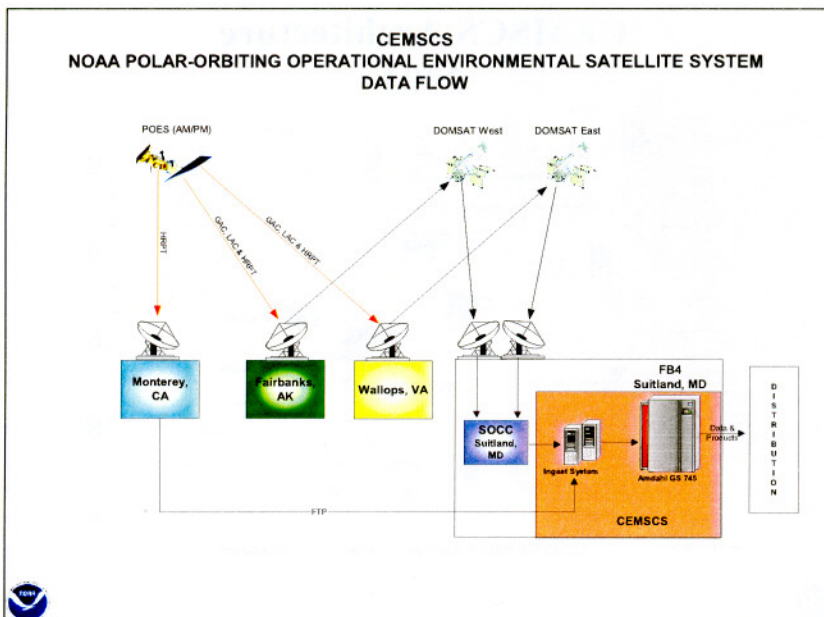 CEMSCS
NOAA POLAR-ORBITING OPERATIONAL ENVIRONMENTAL SATELLITE SYSTEM
DATA FLOW
POES (AM/PM)
DOMSAT West
DOMSAT East
HRPT
GAC, LAC & HRPT
GAC, LAC & HRPT
Monterey,
CA
Fairbanks,
AK
Wallops, VA
FB4
Suitland, MD
SOCC
Suitland,
MD
Ingest System
Amdahl GS 745
Data &
Products
DISTRIBUTION
FTP
CEMSCS
NOAA